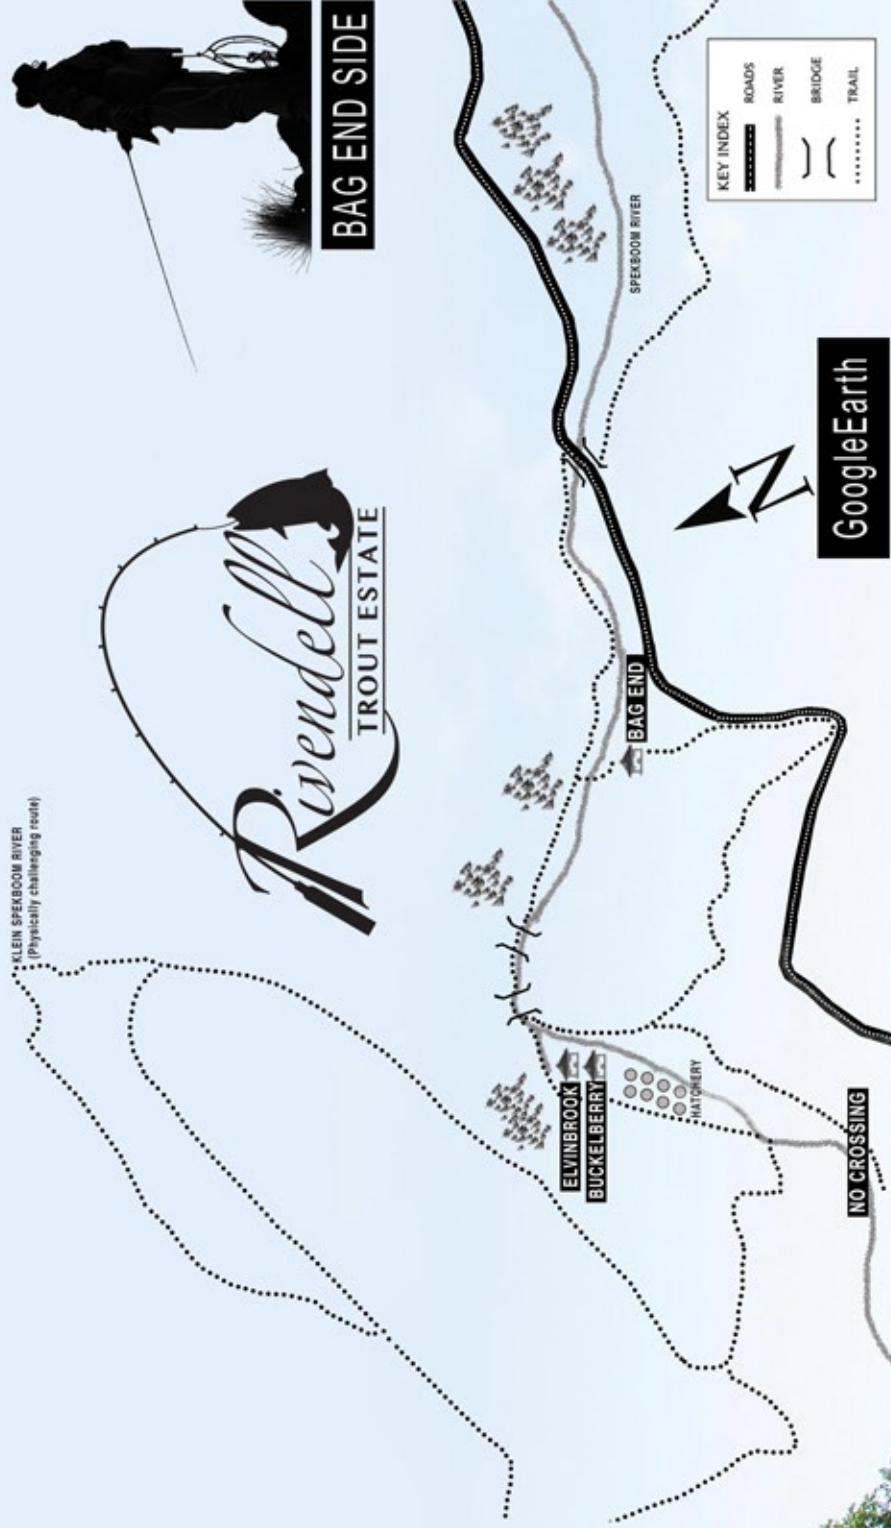 BAG END SIDE
Rivendell
TROUT ESTATE
KLEIN SPEKBOOM RIVER
(Physically challenging route)
SPEKBOOM RIVER
BAG END
ELVINBROOK
BUCKELBERRY
HATCHERY
NO CROSSING
KEY INDEX
ROADS
RIVER
BRIDGE
TRAIL
N
GoogleEarth